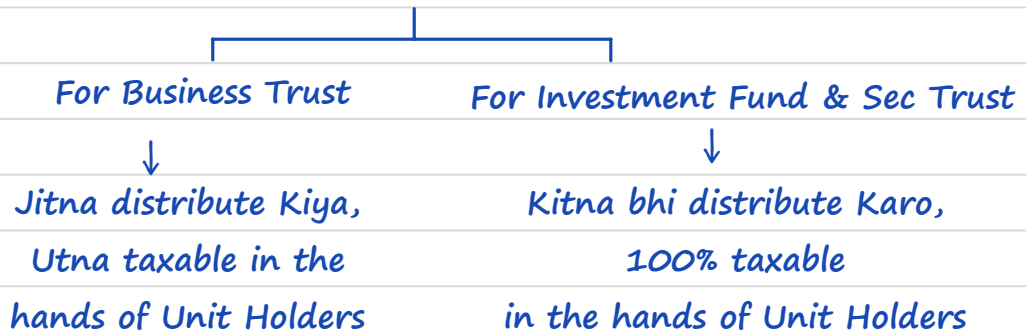 For Business Trust
For Investment Fund & Sec Trust
Jitna distribute Kiya,
Utna taxable in the
hands of Unit Holders
Kitna bhi distribute Karo,
100% taxable
in the hands of Unit Holders